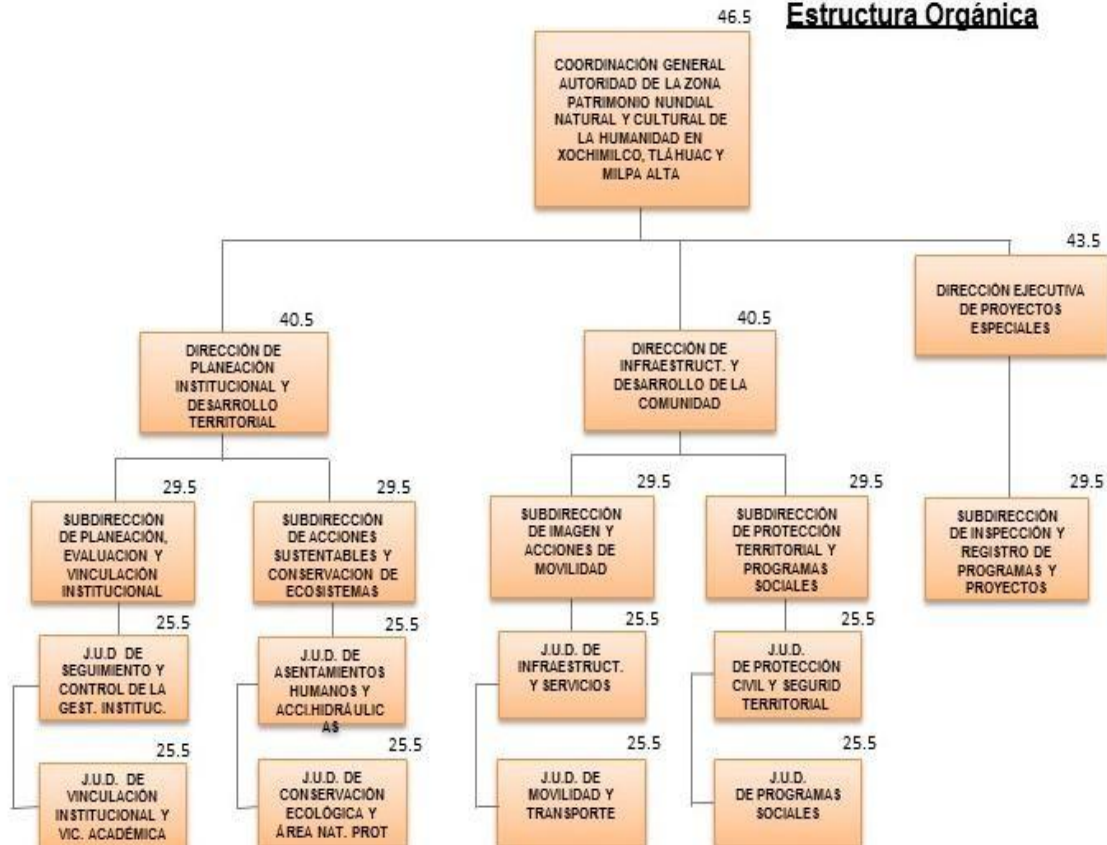 Estructura Orgánica
46.5
COORDINACIÓN GENERAL
AUTORIDAD DE LA ZONA
PATRIMONIO NUNDIAL
NATURAL Y CULTURAL DE
LA HUMANIDAD EN
XOCHIMILCO, TLÁHUAC Y
MILPA ALTA
43.5
DIRECCIÓN EJECUTIVA
DE PROYECTOS
ESPECIALES
40.5
DIRECCIÓN DE
PLANEACIÓN
INSTITUCIONAL Y
DESARROLLO
TERRITORIAL
40.5
DIRECCIÓN DE
INFRAESTRUCT. Y
DESARROLLO DE LA
COMUNIDAD
29.5
SUBDIRECCIÓN
DE PLANEACIÓN,
EVALUACION Y
VINCULACIÓN
INSTITUCIONAL
29.5
SUBDIRECCIÓN
DE ACCIONES
SUSTENTABLES Y
CONSERVACION DE
ECOSISTEMAS
29.5
SUBDIRECCIÓN
DE IMAGEN Y
ACCIONES DE
MOVILIDAD
29.5
SUBDIRECCIÓN
DE PROTECCIÓN
TERRITORIAL Y
PROGRAMAS
SOCIALES
29.5
SUBDIRECCIÓN
DE INSPECCIÓN Y
REGISTRO DE
PROGRAMAS Y
PROYECTOS
25.5
J.U.D DE
SEGUIMIENTO Y
CONTROL DE LA
GEST. INSTITUC.
25.5
J.U.D. DE
ASENTAMIENTOS
HUMANOS Y
ACCI.HIDRÁULIC
AS
25.5
J.U.D. DE
INFRAESTRUCT.
Y SERVICIOS
25.5
J.U.D.
DE PROTECCIÓN
CIVIL Y SEGURID
TERRITORIAL
25.5
J.U.D. DE
VINCULACIÓN
INSTITUCIONAL Y
VIC. ACADÉMICA
25.5
J.U.D. DE
CONSERVACIÓN
ECOLÓGICA Y
ÁREA NAT. PROT
25.5
J.U.D. DE
MOVILIDAD Y
TRANSPORTE
25.5
J.U.D.
DE PROGRAMAS
SOCIALES